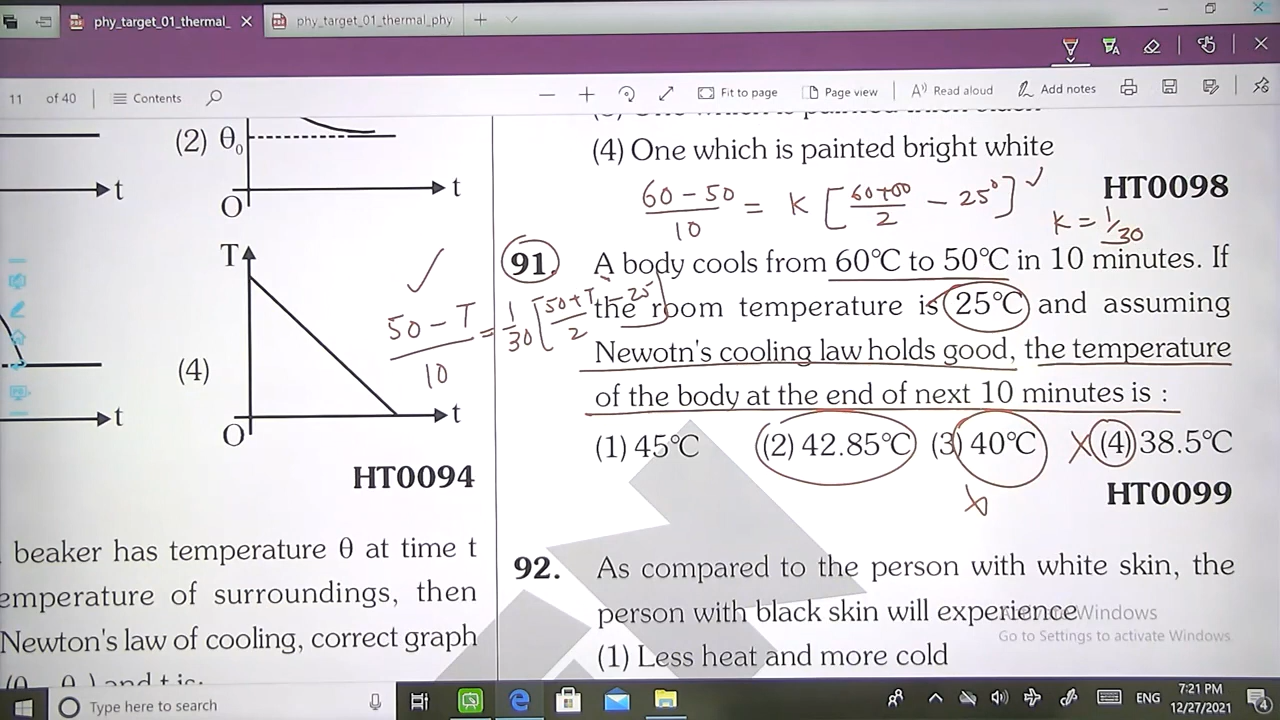 phy_target_01_thermal_
phy_target_01_thermal_phy
11 of 40
Contents
Fit to page
Page view
Read aloud
Add notes
(2) θ₀
t
O
T
(4)
t
O
t
t
HT0094
beaker has temperature θ at time t
emperature of surroundings, then
Newton's law of cooling, correct graph
(4) One which is painted bright white
HT0098
60 - 50 / 10 = K [ 60+50 / 2 - 25° ] ✓
K = 1/30
91. A body cools from 60°C to 50°C in 10 minutes. If
the room temperature is 25°C and assuming
Newotn's cooling law holds good, the temperature
of the body at the end of next 10 minutes is :
50 - T / 10 = 1/30 [ 50+T / 2 - 25 ]
(1) 45°C (2) 42.85°C (3) 40°C (4) 38.5°C
HT0099
92. As compared to the person with white skin, the
person with black skin will experience
(1) Less heat and more cold
Activate Windows
Go to Settings to activate Windows.
Type here to search
ENG
7:21 PM
12/27/2021
4